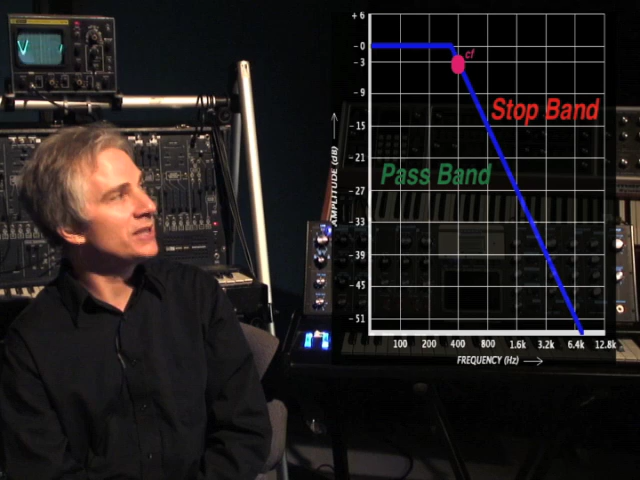 +6
-0
-3
-9
-15
-21
-27
-33
-39
-45
-51
cf
Stop Band
Pass Band
AMPLITUDE (dB)
100 200 400 800 1.6k 3.2k 6.4k 12.8k
FREQUENCY (Hz)